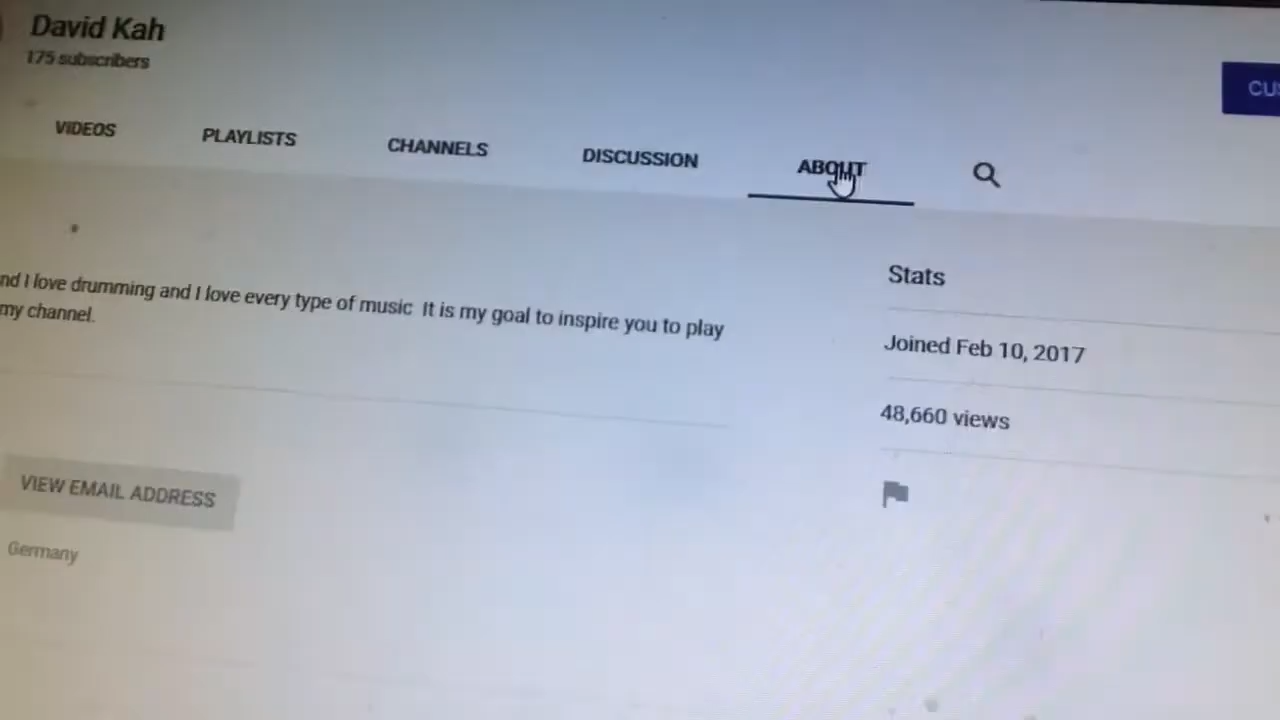 David Kah
175 subscribers
CUS
VIDEOS PLAYLISTS CHANNELS DISCUSSION ABOUT
nd I love drumming and I love every type of music It is my goal to inspire you to play
my channel.
Stats
Joined Feb 10, 2017
48,660 views
VIEW EMAIL ADDRESS
Germany